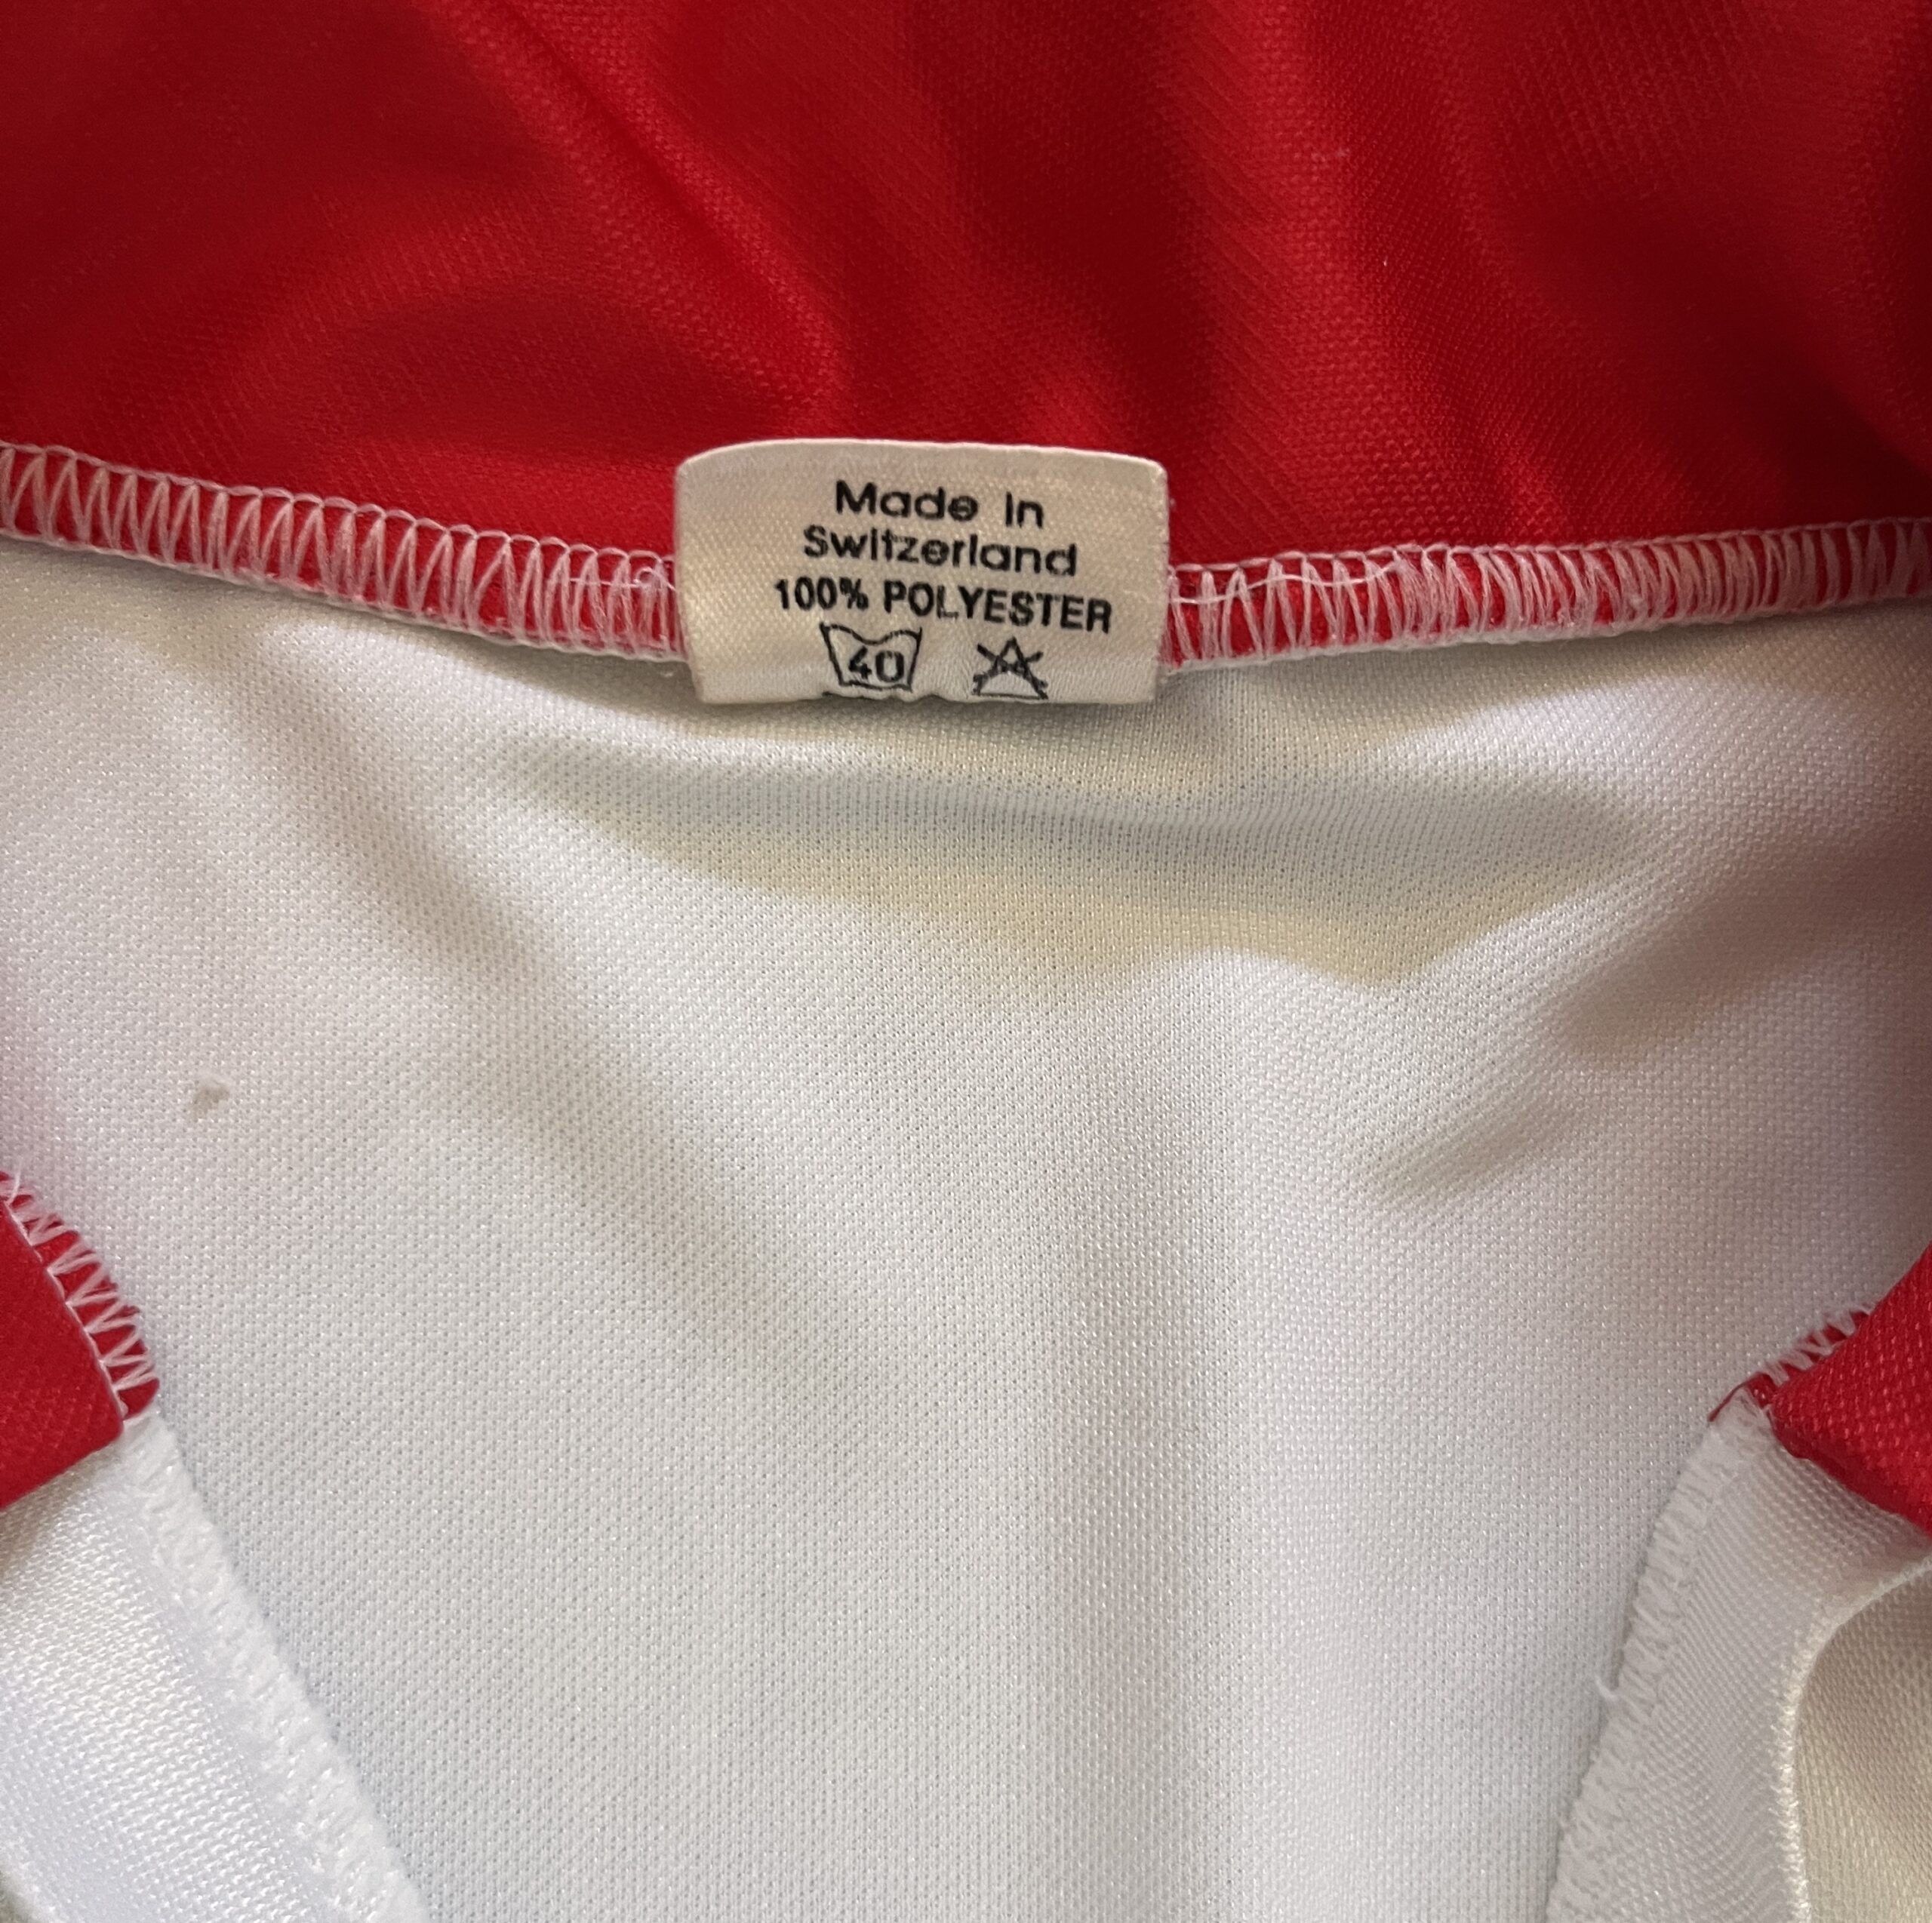 Made in
Switzerland
100% POLYESTER
40